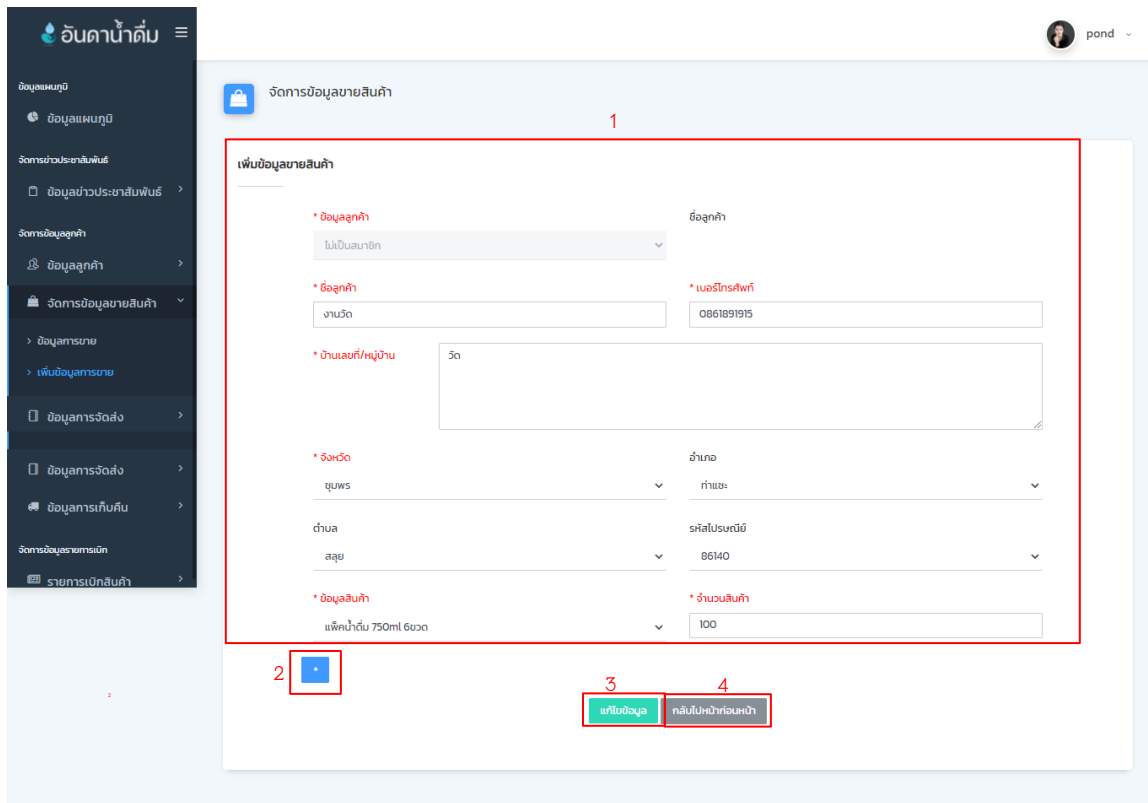 อันดาน้ำดื่ม
pond
ข้อมูลแผนภูมิ
ข้อมูลแผนภูมิ
จัดการข่าวประชาสัมพันธ์
ข้อมูลข่าวประชาสัมพันธ์
จัดการข้อมูลลูกค้า
ข้อมูลลูกค้า
จัดการข้อมูลขายสินค้า
> ข้อมูลการขาย
> เพิ่มข้อมูลการขาย
ข้อมูลการจัดส่ง
ข้อมูลการจัดส่ง
ข้อมูลการเก็บคืน
จัดการข้อมูลรายการเบิก
รายการเบิกสินค้า
จัดการข้อมูลขายสินค้า
1
เพิ่มข้อมูลขายสินค้า
* ข้อมูลลูกค้า ชื่อลูกค้า
ไม่เป็นสมาชิก
* ชื่อลูกค้า * เบอร์โทรศัพท์
งานวัด 0861891915
* บ้านเลขที่/หมู่บ้าน วัด
* จังหวัด อำเภอ
ชุมพร ท่าแซะ
ตำบล รหัสไปรษณีย์
สลุย 86140
* ข้อมูลสินค้า * จำนวนสินค้า
แพ็คน้ำดื่ม 750ml 6ขวด 100
2 +
3 4
แก้ไขข้อมูล กลับไปหน้าก่อนหน้า